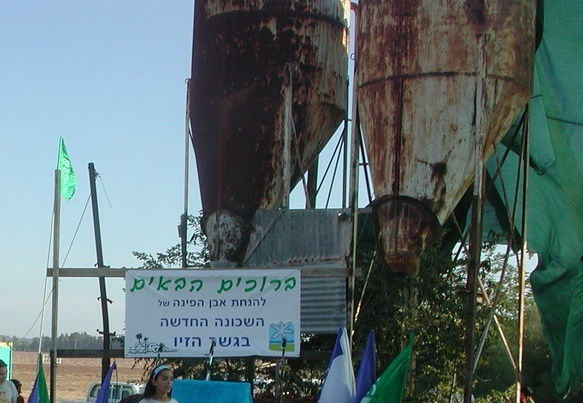 ברוכים הבאים
להנחת אבן הפינה של
השכונה החדשה
בגשר הזיו